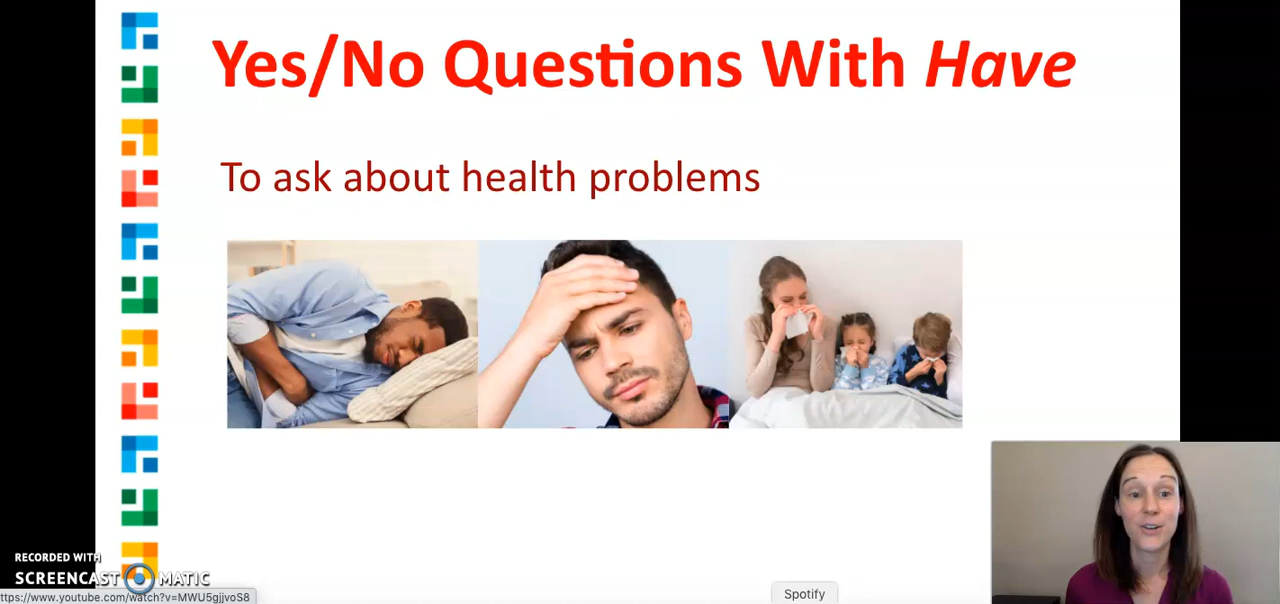 Yes/No Questions With Have
To ask about health problems
RECORDED WITH
SCREENCAST MATIC
ttps://www.youtube.com/watch?v=MWU5gjjvoS8
Spotify